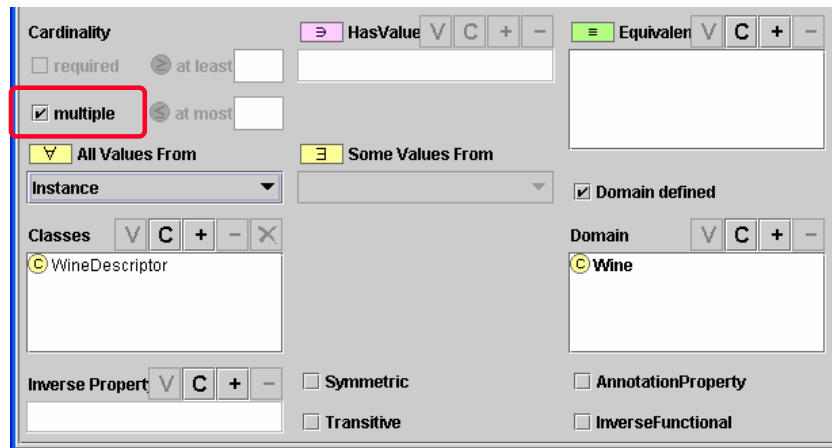 Cardinality
∋ HasValue V C + −
≡ Equivalen V C + −
required ≥ at least
multiple ≤ at most
∀ All Values From
∃ Some Values From
Instance
Domain defined
Classes V C + − ×
Domain V C + −
C WineDescriptor
C Wine
Inverse Propert V C + −
Symmetric
AnnotationProperty
Transitive
InverseFunctional